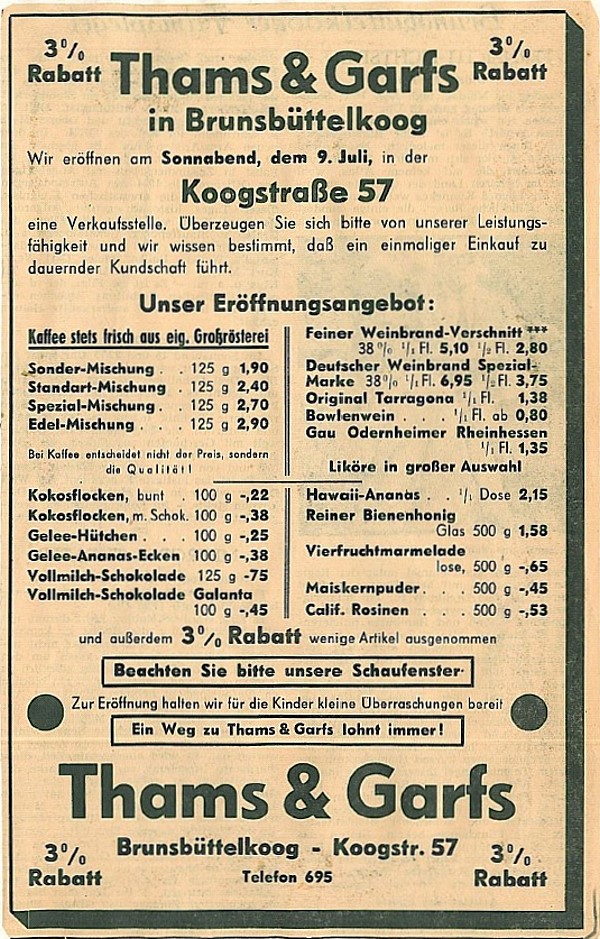 3% Rabatt
3% Rabatt
Thams & Garfs
in Brunsbüttelkoog
Wir eröffnen am Sonnabend, dem 9. Juli, in der
Koogstraße 57
eine Verkaufsstelle. Überzeugen Sie sich bitte von unserer Leistungs-
fähigkeit und wir wissen bestimmt, daß ein einmaliger Einkauf zu
dauernder Kundschaft führt.
Unser Eröffnungsangebot:
Kaffee stets frisch aus eig. Großrösterei
Sonder-Mischung . . 125 g 1,90
Standart-Mischung . 125 g 2,40
Spezial-Mischung . . 125 g 2,70
Edel-Mischung . . . 125 g 2,90
Bei Kaffee entscheidet nicht der Preis, sondern
die Qualität!
Kokosflocken, bunt . 100 g -,22
Kokosflocken, m. Schok. 100 g -,38
Gelee-Hütchen . . . 100 g -,25
Gelee-Ananas-Ecken 100 g -,38
Vollmilch-Schokolade 125 g -75
Vollmilch-Schokolade Galanta
100 g -,45
Feiner Weinbrand-Verschnitt ***
38% 1/1 Fl. 5,10 1/2 Fl. 2,80
Deutscher Weinbrand Spezial-
Marke 38% 1/1 Fl. 6,95 1/2 Fl. 3,75
Original Tarragona 1/1 Fl. 1,38
Bowlenwein . . . 1/1 Fl. ab 0,80
Gau Odernheimer Rheinhessen
1/1 Fl. 1,35
Liköre in großer Auswahl
Hawaii-Ananas . . 1/1 Dose 2,15
Reiner Bienenhonig
Glas 500 g 1,58
Vierfruchtmarmelade
lose, 500 g -,65
Maiskernpuder . . . 500 g -,45
Calif. Rosinen . . . 500 g -,53
und außerdem 3% Rabatt wenige Artikel ausgenommen
Beachten Sie bitte unsere Schaufenster·
Zur Eröffnung halten wir für die Kinder kleine Überraschungen bereit
Ein Weg zu Thams & Garfs lohnt immer!
Thams & Garfs
3% Rabatt
Brunsbüttelkoog - Koogstr. 57
Telefon 695
3% Rabatt